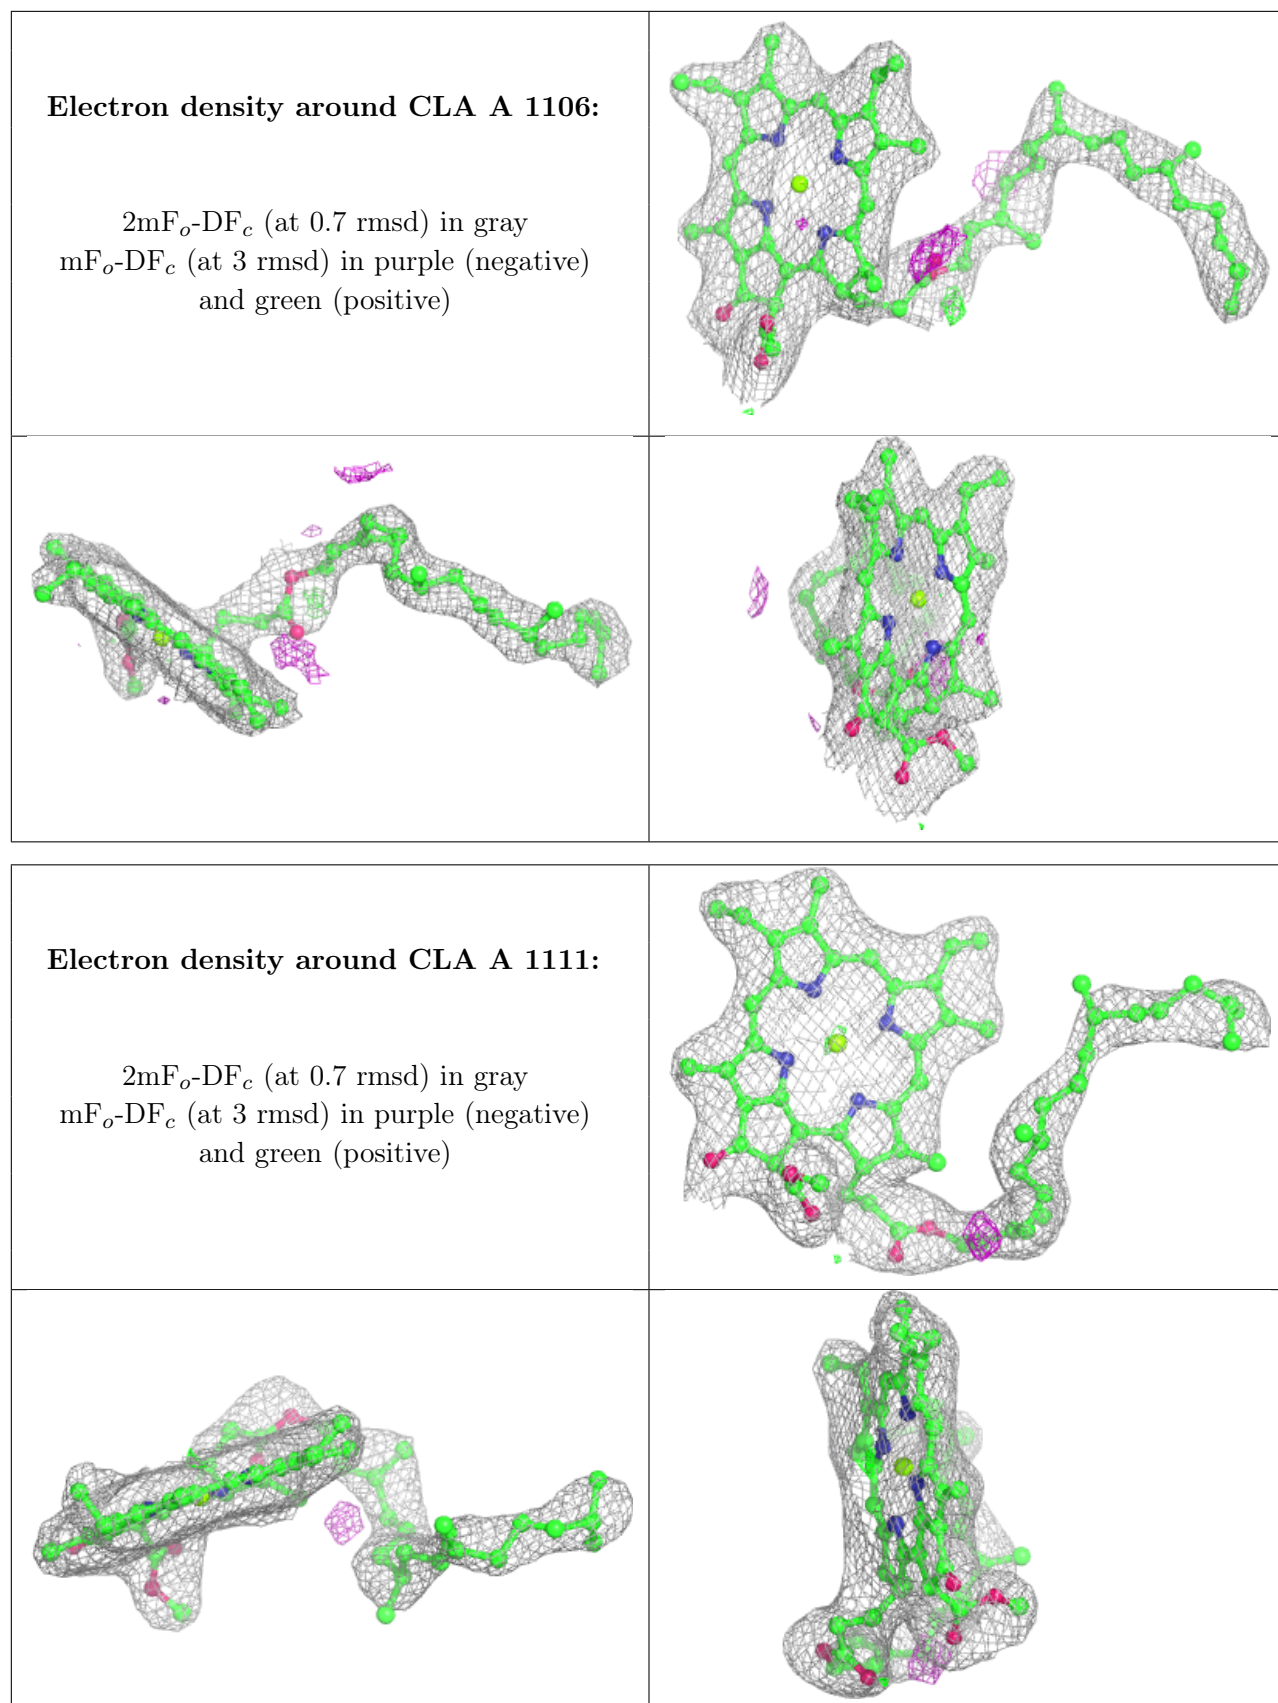 Electron density around CLA A 1106:
2mFo-DFc (at 0.7 rmsd) in gray
mFo-DFc (at 3 rmsd) in purple (negative)
and green (positive)
Electron density around CLA A 1111:
2mFo-DFc (at 0.7 rmsd) in gray
mFo-DFc (at 3 rmsd) in purple (negative)
and green (positive)